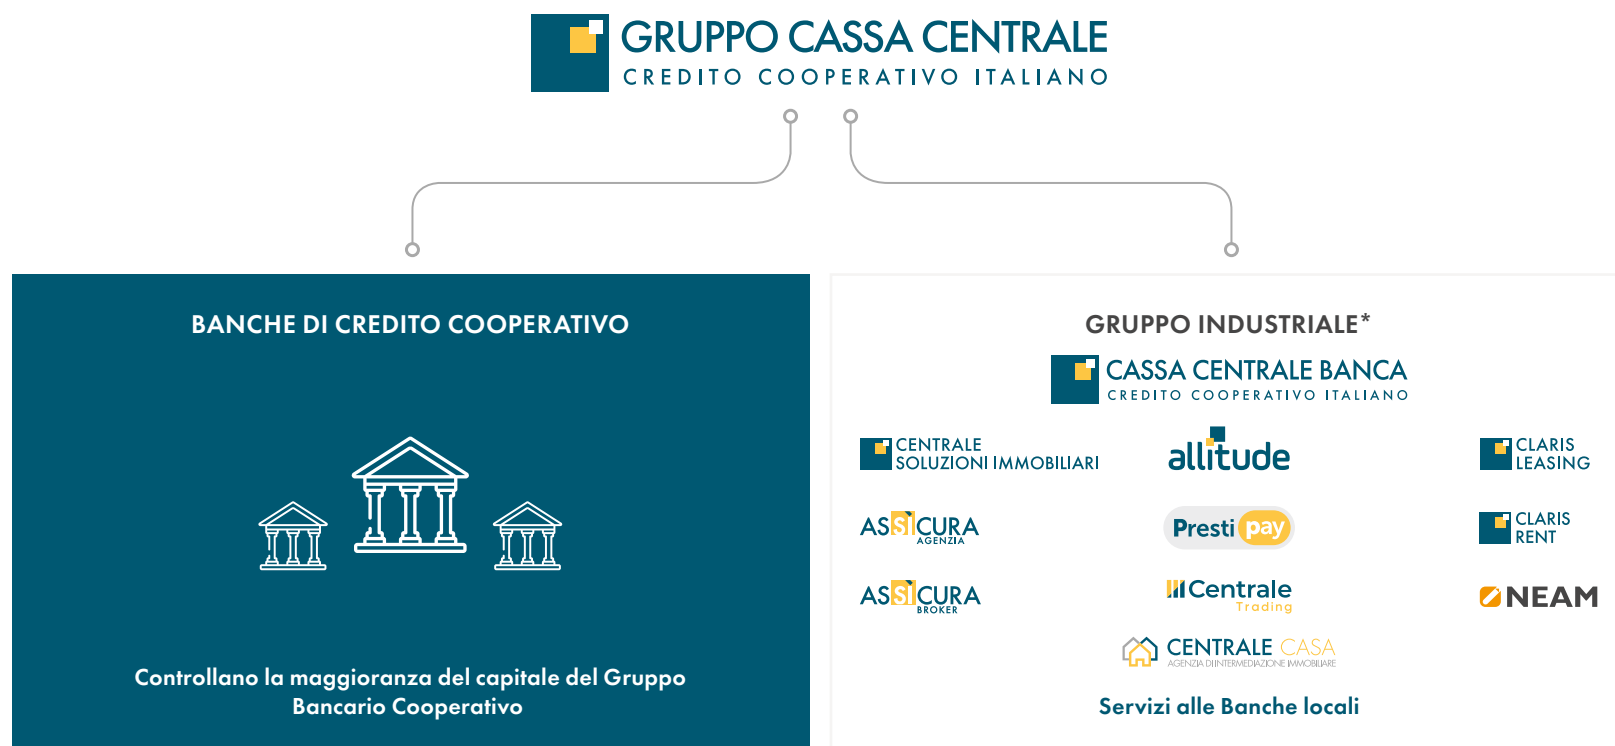 GRUPPO CASSA CENTRALE
CREDITO COOPERATIVO ITALIANO
BANCHE DI CREDITO COOPERATIVO
Controllano la maggioranza del capitale del Gruppo
Bancario Cooperativo
GRUPPO INDUSTRIALE*
CASSA CENTRALE BANCA
CREDITO COOPERATIVO ITALIANO
CENTRALE
SOLUZIONI IMMOBILIARI
allitude
CLARIS
LEASING
ASSÌCURA
AGENZIA
Prestipay
CLARIS
RENT
ASSÌCURA
BROKER
Centrale
Trading
NEAM
CENTRALE CASA
AGENZIA DI INTERMEDIAZIONE IMMOBILIARE
Servizi alle Banche locali